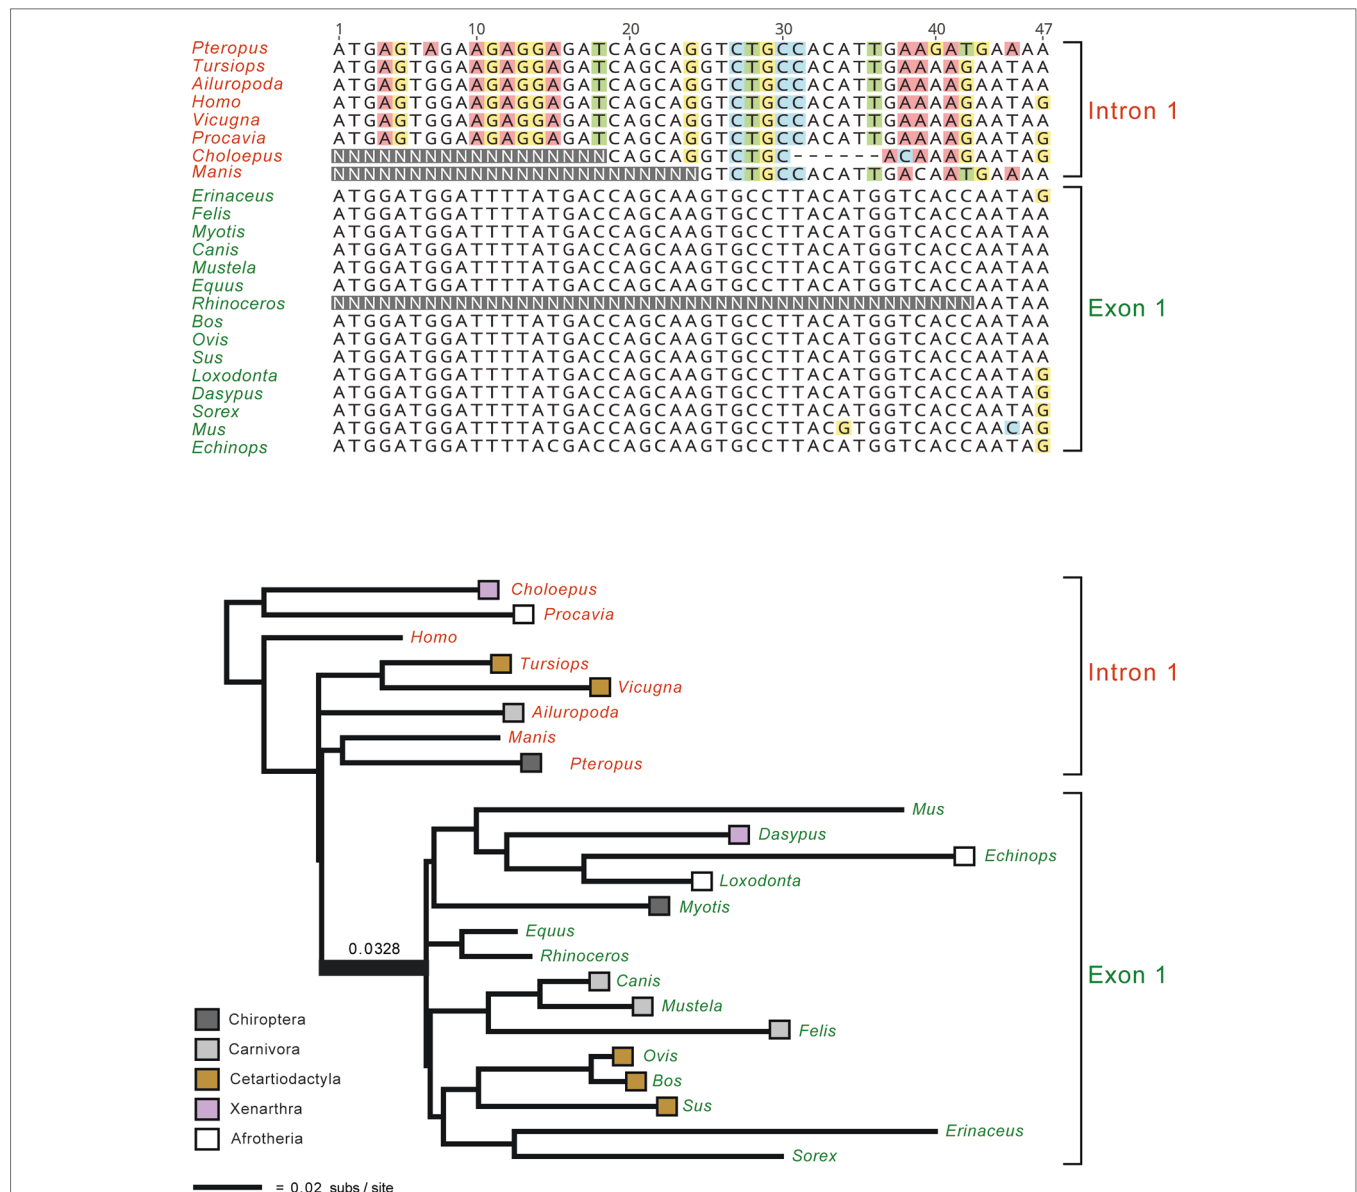 1 10 20 30 40 47
Pteropus ATGAGTAGAAGAGGAGATCAGCAGGTCTGCCACATTGAAGATGAAAA
Tursiops ATGAGTGGAAGAGGAGATCAGCAGGTCTGCCACATTGAAAAGAATAA
Ailuropoda ATGAGTGGAAGAGGAGATCAGCAGGTCTGCCACATTGAAAAGAATAA
Homo ATGAGTGGAAGAGGAGATCAGCAGGTCTGCCACATTGAAAAGAATAG
Intron 1
Vicugna ATGAGTGGAAGAGGAGATCAGCAGGTCTGCCACATTGAAAAGAATAA
Procavia ATGAGTGGAAGAGGAGATCAGCAGGTCTGCCACATTGAAAAGAATAG
Choloepus NNNNNNNNNNNNNNNNNNCAGCAGGTCTGC------ACAAAGAATAG
Manis NNNNNNNNNNNNNNNNNNNNNNNNGTCTGCCACATTGACAATGAAAA
Erinaceus ATGGATGGATTTTATGACCAGCAAGTGCCTTACATGGTCACCAATAG
Felis ATGGATGGATTTTATGACCAGCAAGTGCCTTACATGGTCACCAATAA
Myotis ATGGATGGATTTTATGACCAGCAAGTGCCTTACATGGTCACCAATAA
Canis ATGGATGGATTTTATGACCAGCAAGTGCCTTACATGGTCACCAATAA
Mustela ATGGATGGATTTTATGACCAGCAAGTGCCTTACATGGTCACCAATAA
Equus ATGGATGGATTTTATGACCAGCAAGTGCCTTACATGGTCACCAATAA
Rhinoceros NNNNNNNNNNNNNNNNNNNNNNNNNNNNNNNNNNNNNNNNNNAATAA
Exon 1
Bos ATGGATGGATTTTATGACCAGCAAGTGCCTTACATGGTCACCAATAA
Ovis ATGGATGGATTTTATGACCAGCAAGTGCCTTACATGGTCACCAATAA
Sus ATGGATGGATTTTATGACCAGCAAGTGCCTTACATGGTCACCAATAA
Loxodonta ATGGATGGATTTTATGACCAGCAAGTGCCTTACATGGTCACCAATAG
Dasypus ATGGATGGATTTTATGACCAGCAAGTGCCTTACATGGTCACCAATAG
Sorex ATGGATGGATTTTATGACCAGCAAGTGCCTTACATGGTCACCAATAG
Mus ATGGATGGATTTTATGACCAGCAAGTGCCTTACGTGGTCACCAACAG
Echinops ATGGATGGATTTTACGACCAGCAAGTGCCTTACATGGTCACCAATAG
Choloepus
Procavia
Homo
Tursiops
Intron 1
Vicugna
Ailuropoda
Manis
Pteropus
Mus
Dasypus
Echinops
Loxodonta
Myotis
Equus
0.0328
Rhinoceros
Exon 1
Canis
Mustela
Felis
Ovis
Bos
Sus
Erinaceus
Sorex
Chiroptera
Carnivora
Cetartiodactyla
Xenarthra
Afrotheria
= 0.02 subs / site